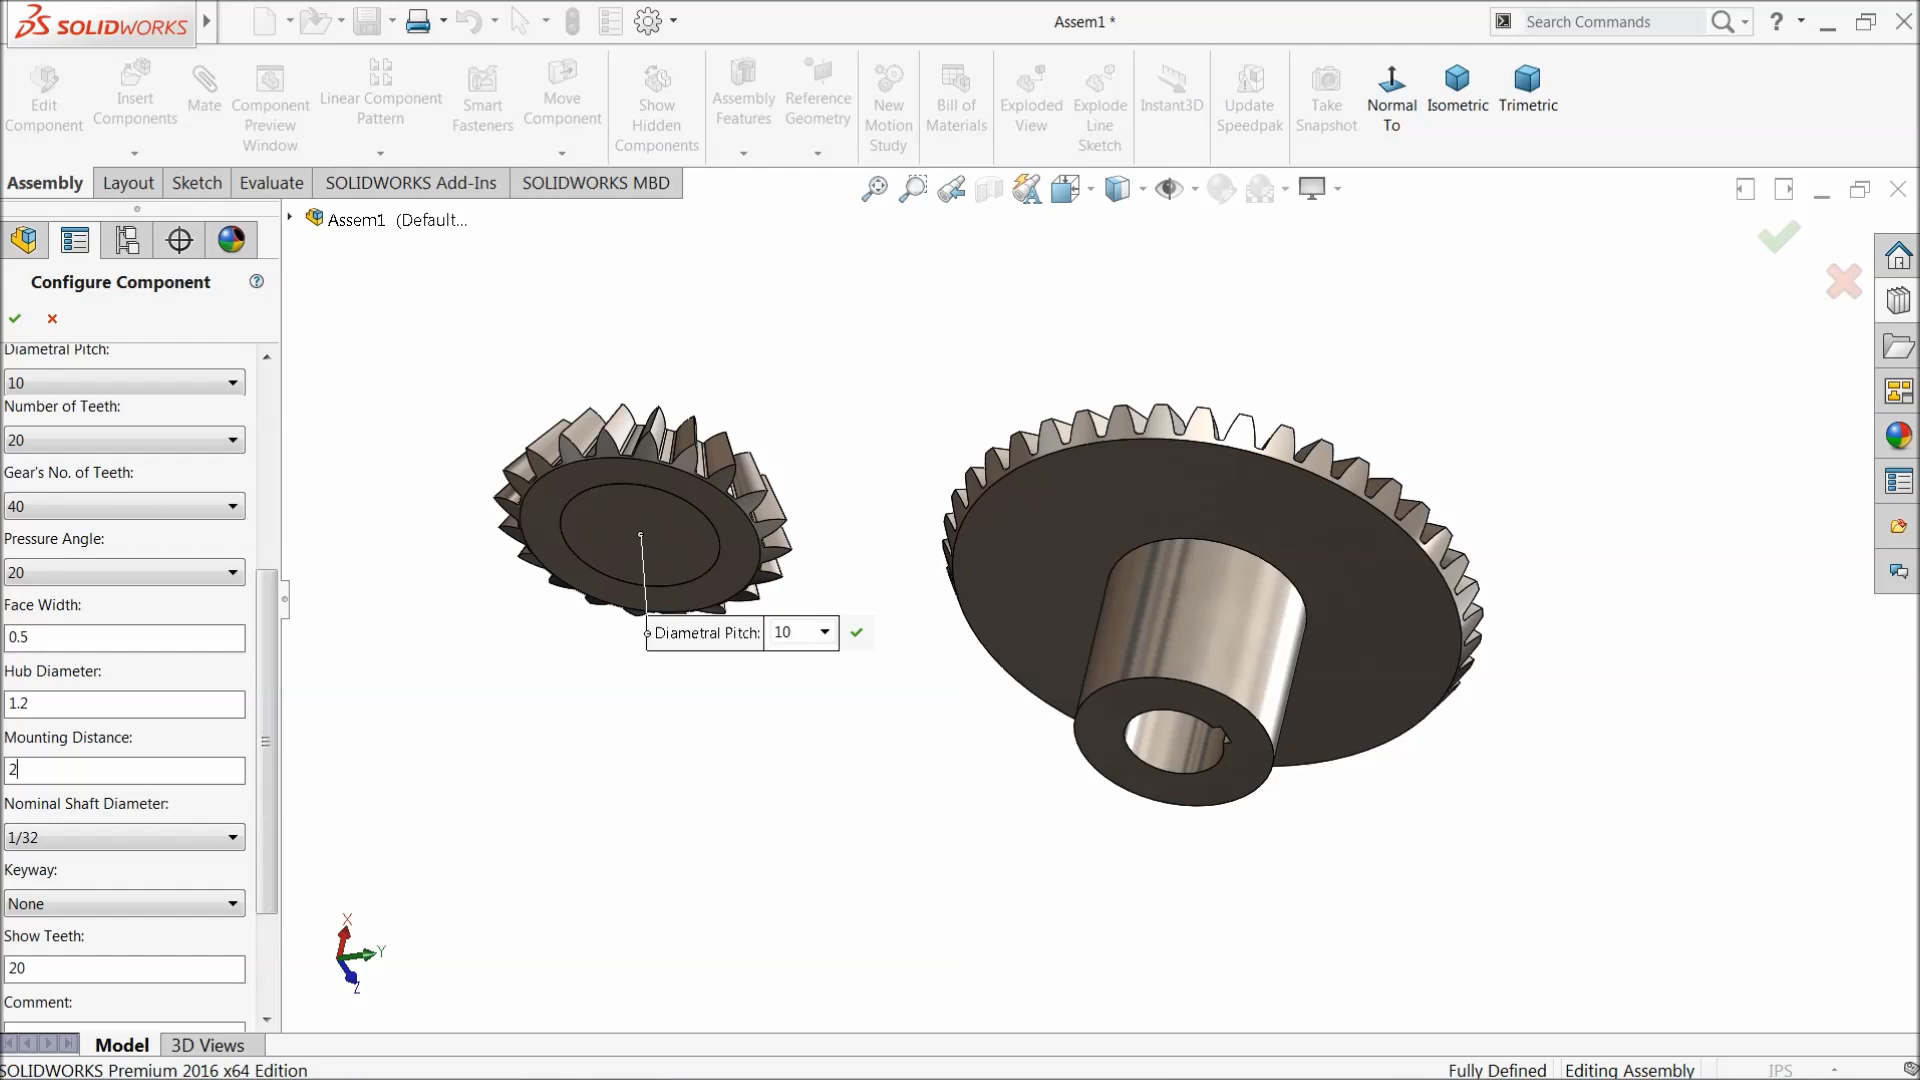 SOLIDWORKS
Assem1 *
Search Commands
?
Edit Component
Insert Components
Mate
Component Preview Window
Linear Component Pattern
Smart Fasteners
Move Component
Show Hidden Components
Assembly Features
Reference Geometry
New Motion Study
Bill of Materials
Exploded View
Explode Line Sketch
Instant3D
Update Speedpak
Take Snapshot
Normal To
Isometric
Trimetric
Assembly
Layout
Sketch
Evaluate
SOLIDWORKS Add-Ins
SOLIDWORKS MBD
Assem1 (Default...
Configure Component
Diametral Pitch:
10
Number of Teeth:
20
Gear's No. of Teeth:
40
Pressure Angle:
20
Face Width:
0.5
Hub Diameter:
1.2
Mounting Distance:
2
Nominal Shaft Diameter:
1/32
Keyway:
None
Show Teeth:
20
Comment:
Diametral Pitch: 10
X
Y
Z
Model
3D Views
SOLIDWORKS Premium 2016 x64 Edition
Fully Defined
Editing Assembly
IPS